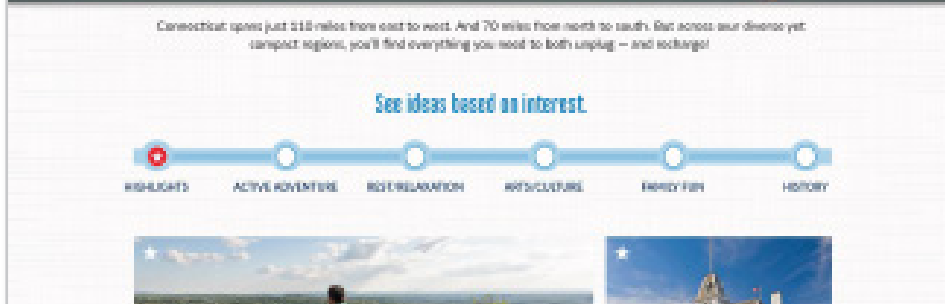 Connecticut spans just 110 miles from east to west. And 70 miles from north to south. But across our diverse yet
compact regions, you'll find everything you need to both unplug — and recharge!
See ideas based on interest.
HIGHLIGHTS
ACTIVE ADVENTURE
REST/RELAXATION
ARTS/CULTURE
FAMILY FUN
HISTORY